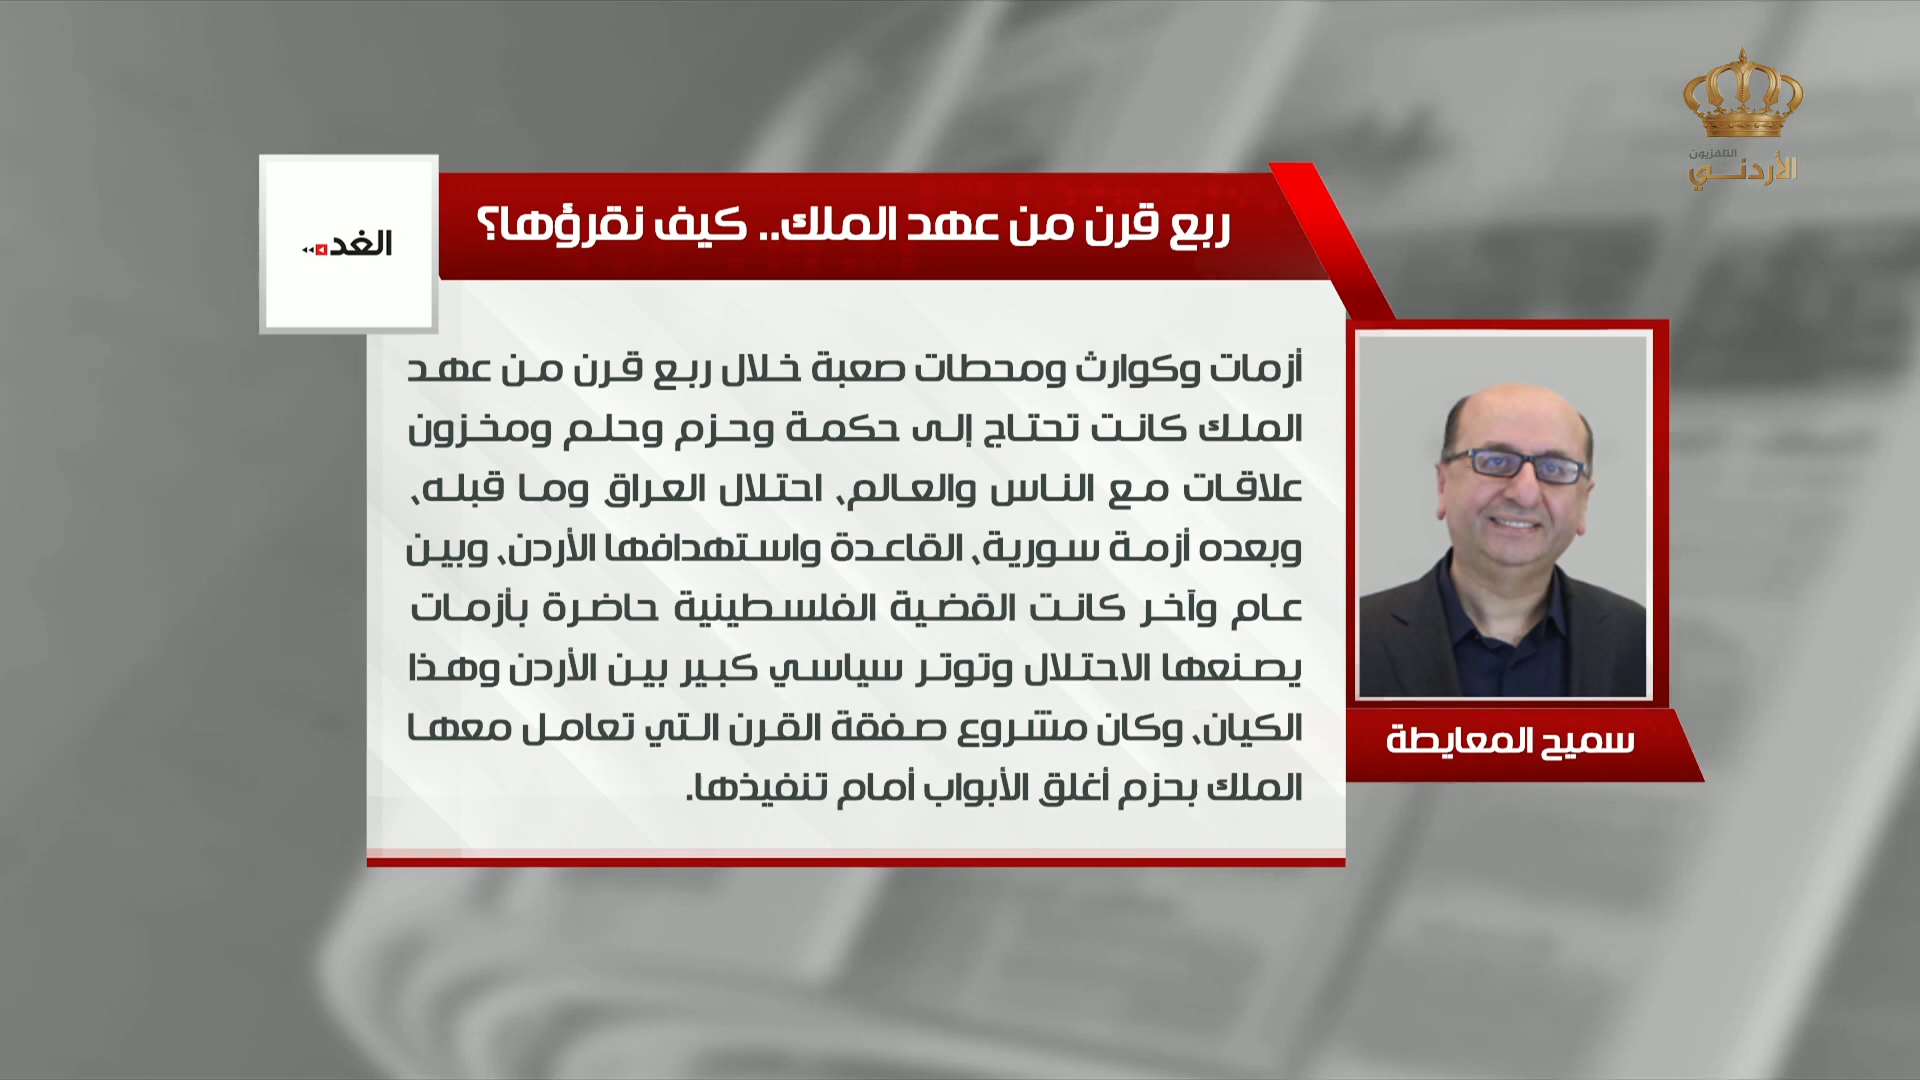 التلفزيون
الأردني
الغد
ربع قرن من عهد الملك.. كيف نقرؤها؟
أزمات وكوارث ومحطات صعبة خلال ربع قرن من عهد
الملك كانت تحتاج إلى حكمة وحزم وحلم ومخزون
علاقات مع الناس والعالم، احتلال العراق وما قبله،
وبعده أزمة سورية، القاعدة واستهدافها الأردن، وبين
عام وآخر كانت القضية الفلسطينية حاضرة بأزمات
يصنعها الاحتلال وتوتر سياسي كبير بين الأردن وهذا
الكيان، وكان مشروع صفقة القرن التي تعامل معها
الملك بحزم أغلق الأبواب أمام تنفيذها.
سميح المعايطة